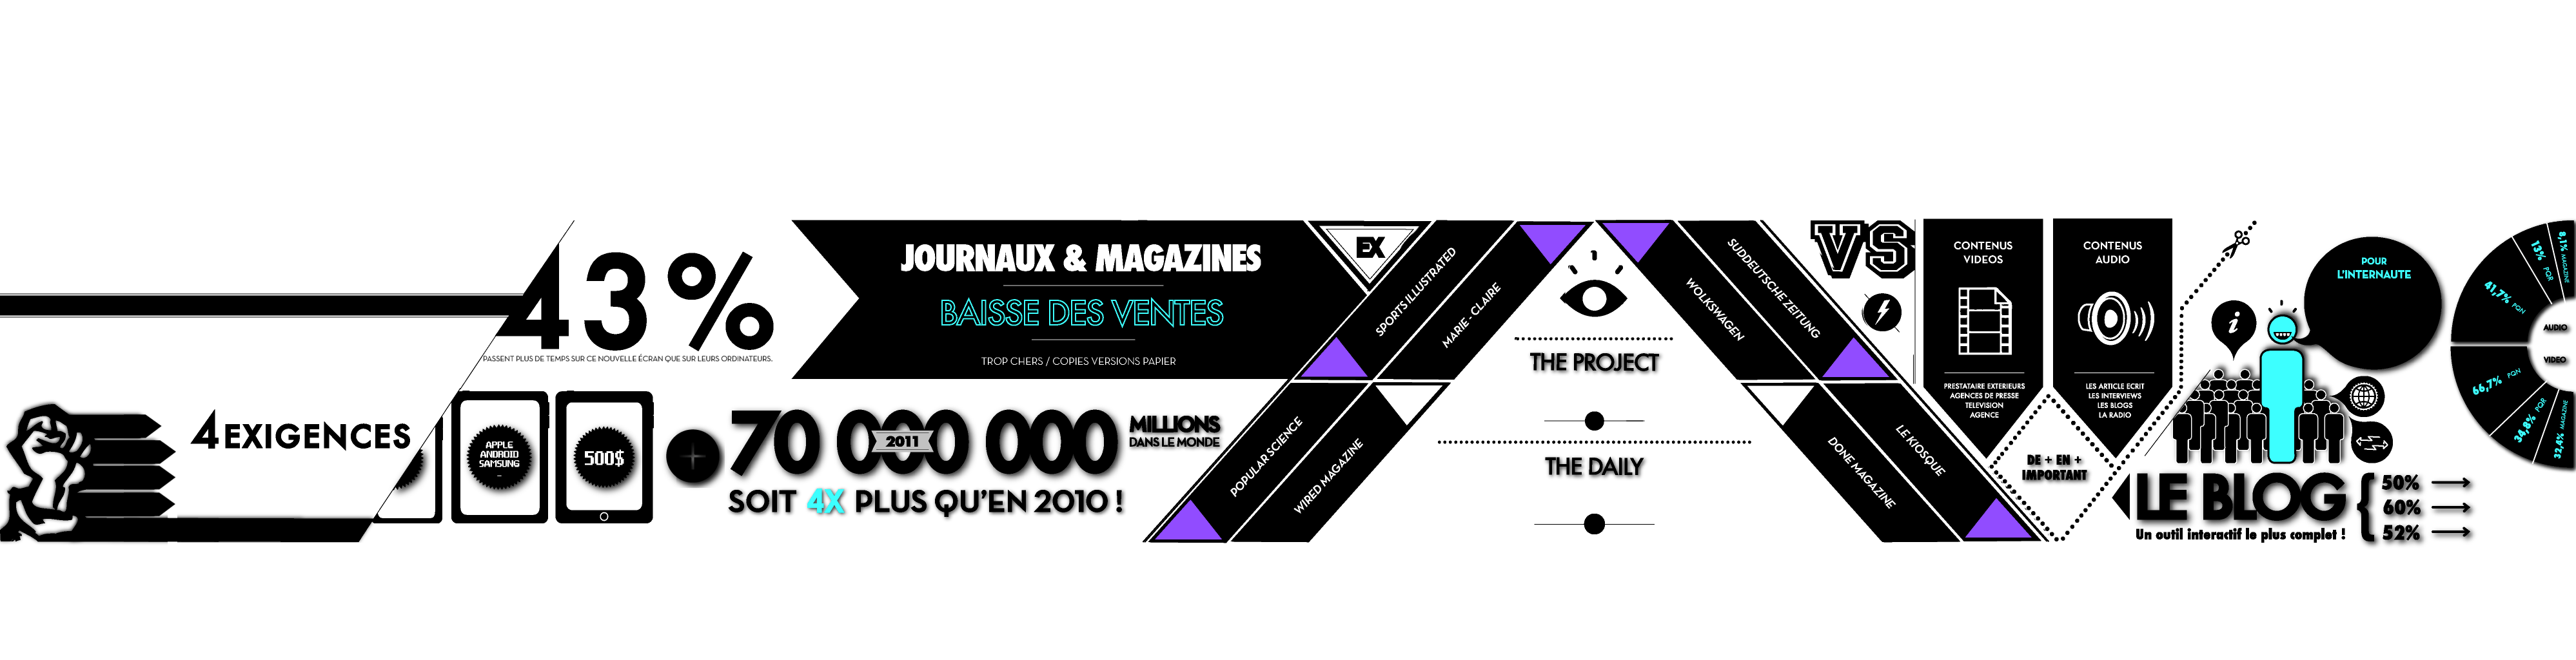 4 EXIGENCES
43%
PASSENT PLUS DE TEMPS SUR CE NOUVELLE ÉCRAN QUE SUR LEURS ORDINATEURS.
APPLE
ANDROID
SAMSUNG
...
500$
+
70 000 000
2011
MILLIONS
DANS LE MONDE
SOIT 4X PLUS QU'EN 2010 !
JOURNAUX & MAGAZINES
BAISSE DES VENTES
TROP CHERS / COPIES VERSIONS PAPIER
EX
SPORTS ILLUSTRATED
MARIE - CLAIRE
POPULAR SCIENCE
WIRED MAGAZINE
THE PROJECT
THE DAILY
SUDDEUTSCHE ZEITUNG
WOLKSWAGEN
LE KIOSQUE
DONE MAGAZINE
VS
CONTENUS
VIDEOS
PRESTATAIRE EXTERIEURS
AGENCES DE PRESSE
TELEVISION
AGENCE
CONTENUS
AUDIO
LES ARTICLE ECRIT
LES INTERVIEWS
LES BLOGS
LA RADIO
DE + EN +
IMPORTANT
i
POUR
L'INTERNAUTE
LE BLOG
Un outil interactif le plus complet !
50%
60%
52%
41,7% PQN
13% PQR
8,1% MAGAZINE
AUDIO
VIDEO
66,7% PQN
34,8% PQR
32,4% MAGAZINE